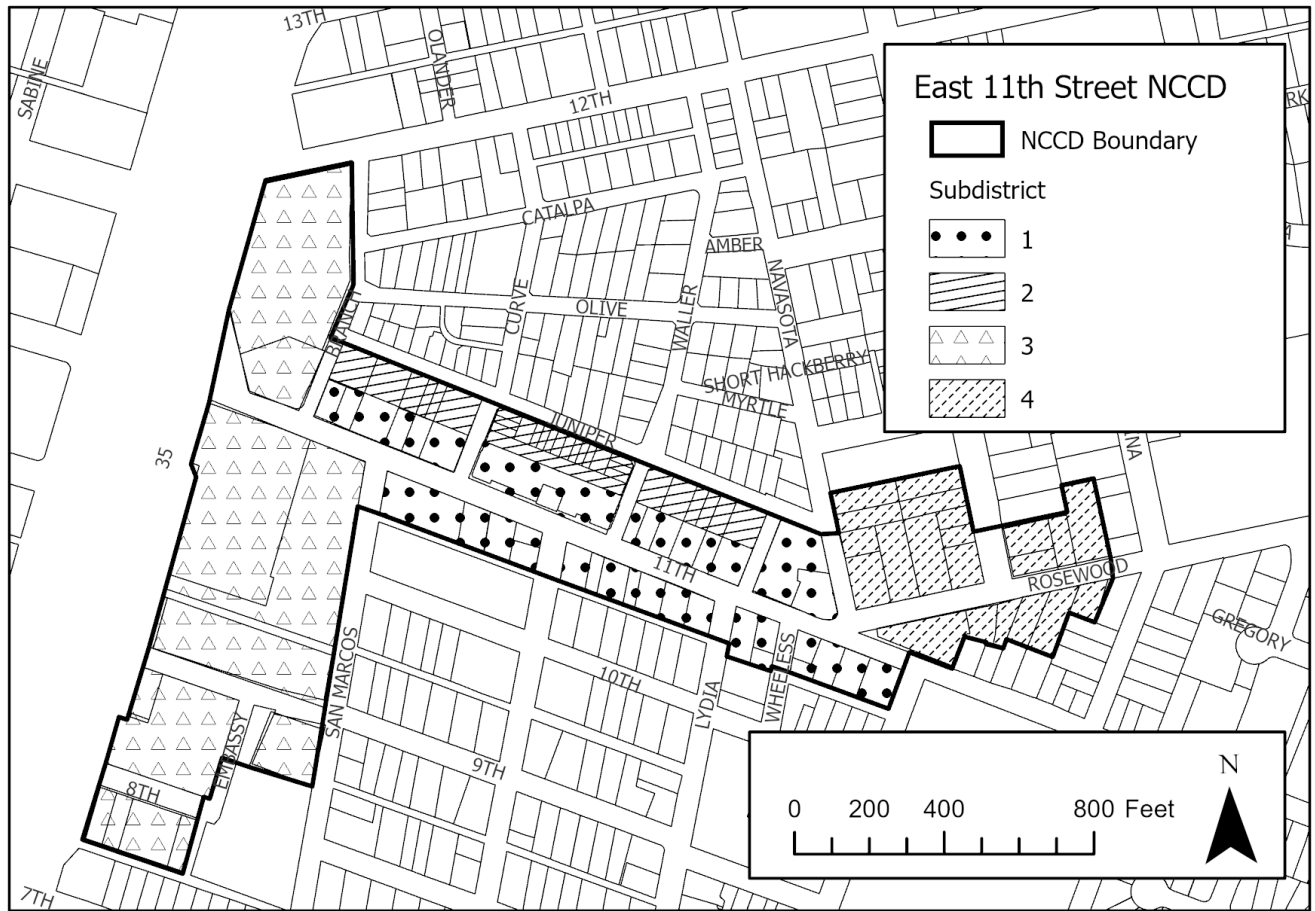 13TH
SABINE
OLANDER
12TH
East 11th Street NCCD
NCCD Boundary
Subdistrict
1
2
3
4
CATALPA
AMBER
NAVASOTA
BRANCH
CURVE
OLIVE
WALLER
SHORT HACKBERRY
MYRTLE
JUNIPER
35
11TH
ROSEWOOD
GREGORY
SAN MARCOS
10TH
LYDIA
WHEELESS
EMBASSY
9TH
8TH
7TH
N
0 200 400 800 Feet